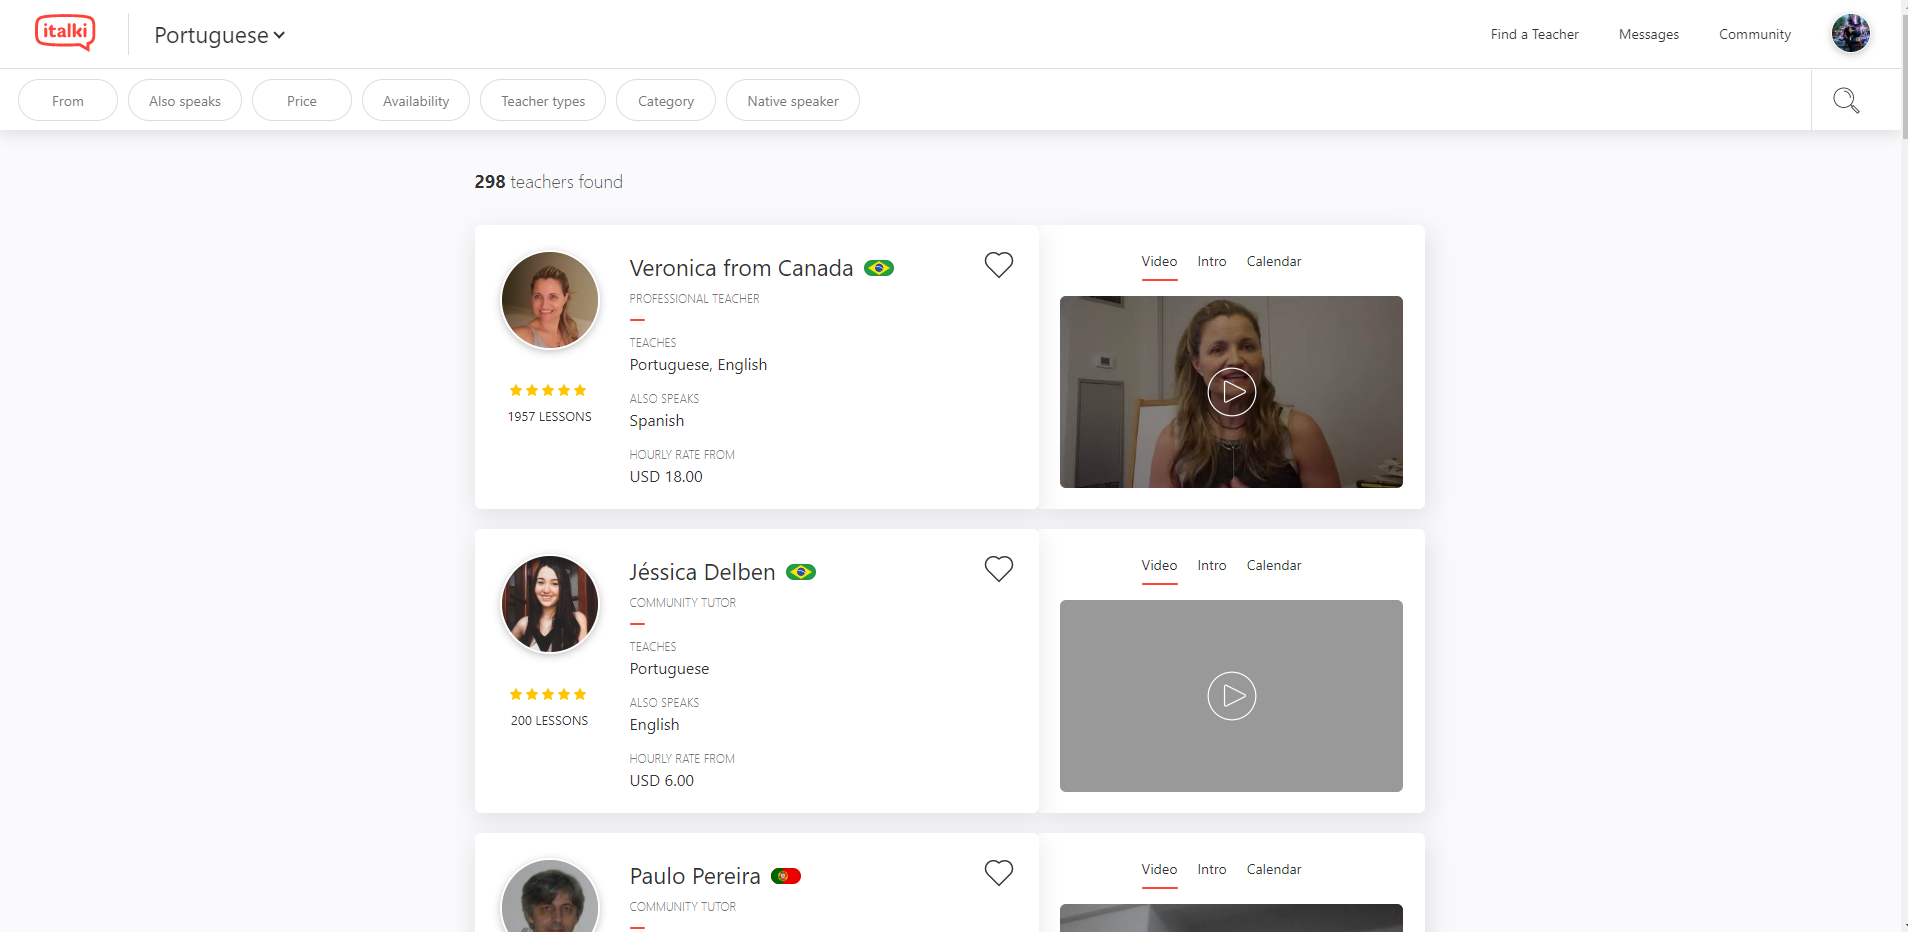 italki
Portuguese
Find a Teacher
Messages
Community
From
Also speaks
Price
Availability
Teacher types
Category
Native speaker
298 teachers found
Veronica from Canada
PROFESSIONAL TEACHER
TEACHES
Portuguese, English
ALSO SPEAKS
Spanish
HOURLY RATE FROM
USD 18.00
1957 LESSONS
Video
Intro
Calendar
Jéssica Delben
COMMUNITY TUTOR
TEACHES
Portuguese
ALSO SPEAKS
English
HOURLY RATE FROM
USD 6.00
200 LESSONS
Video
Intro
Calendar
Paulo Pereira
COMMUNITY TUTOR
Video
Intro
Calendar